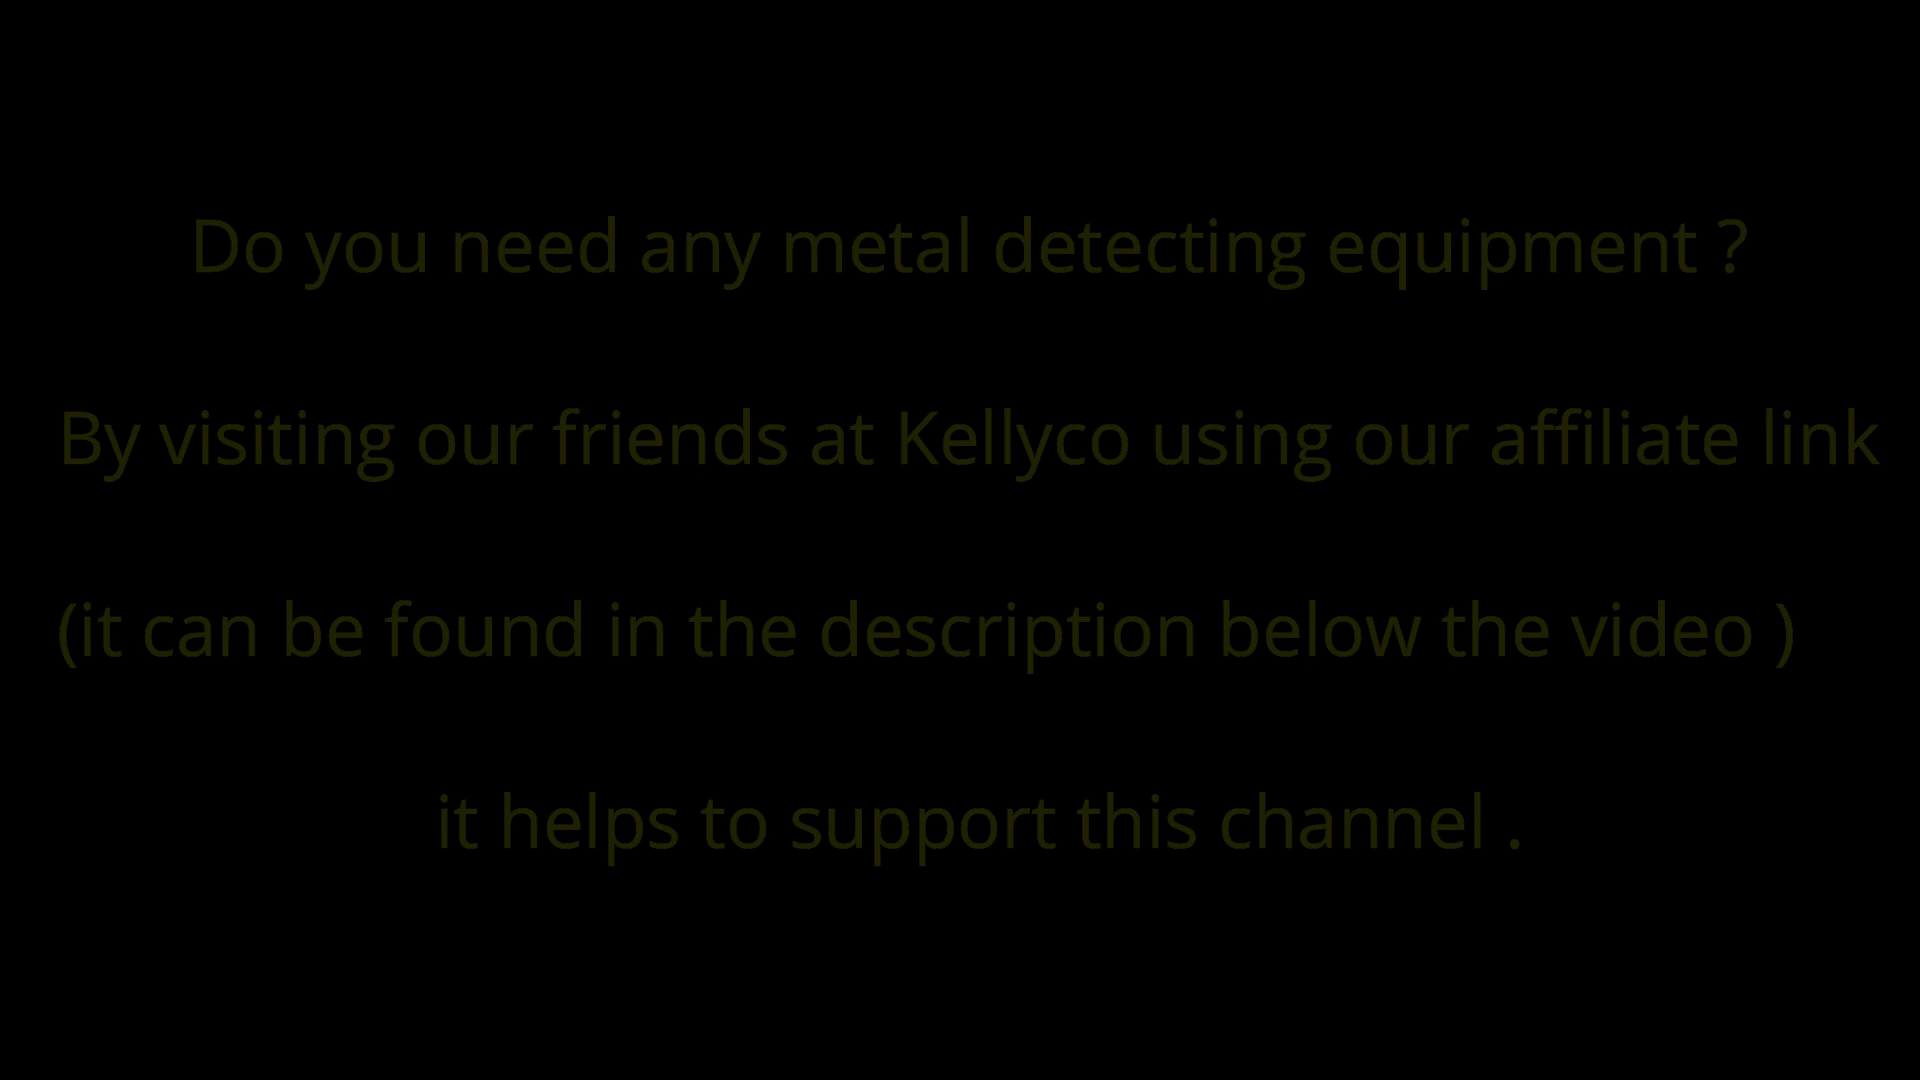 Do you need any metal detecting equipment ?
By visiting our friends at Kellyco using our affiliate link
(it can be found in the description below the video )
it helps to support this channel .